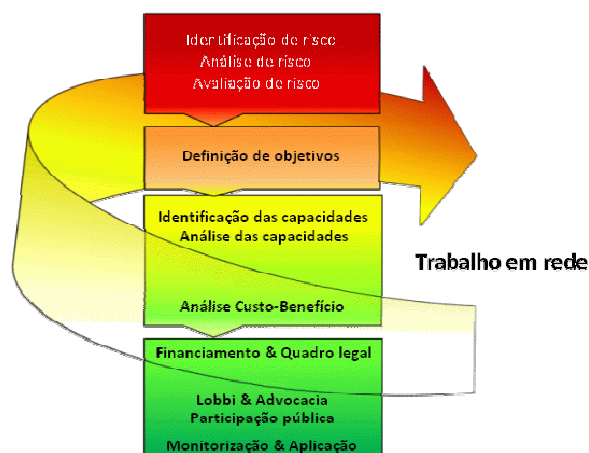 Identificação de risco
Análise de risco
Avaliação de risco
Definição de objetivos
Identificação das capacidades
Análise das capacidades
Trabalho em rede
Análise Custo-Benefício
Financiamento & Quadro legal
Lobbi & Advocacia
Participação pública
Monitorização & Aplicação